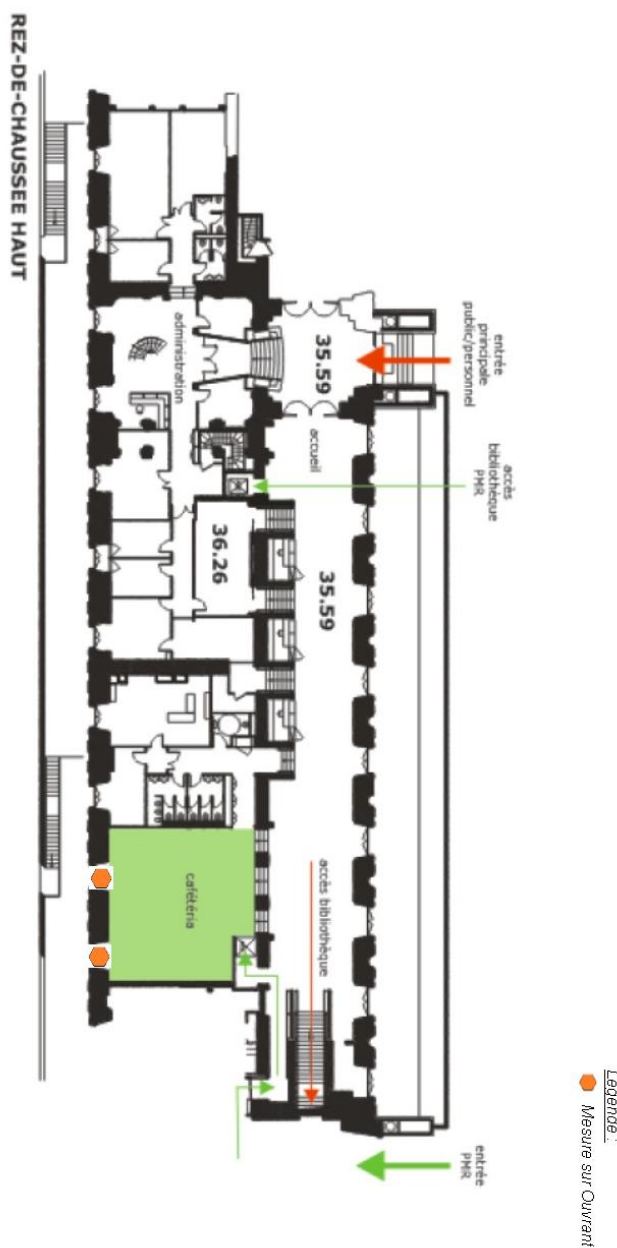 REZ-DE-CHAUSSEE HAUT
entrée
principale
public/personnel
accès
bibliothèque
PMR
35.59
accueil
administration
36.26
35.59
accès bibliothèque
cafétéria
entrée
PMR
Légende :
Mesure sur Ouvrant